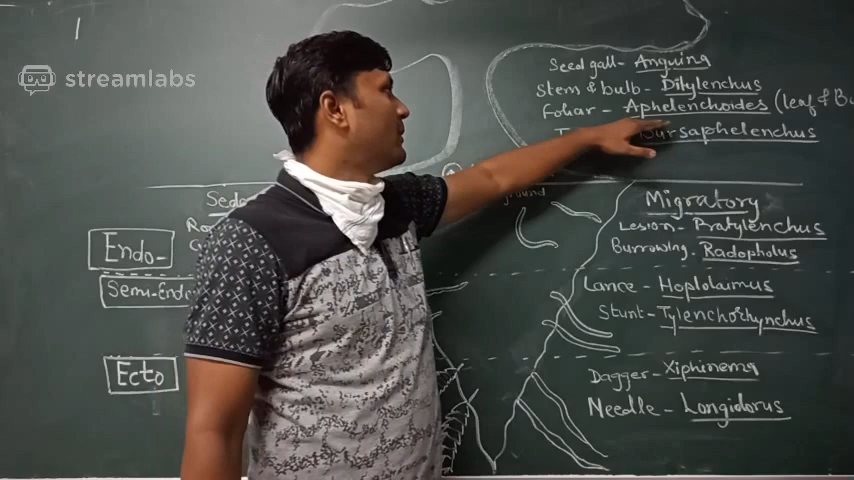 streamlabs
Seed gall - Anguina
Stem & bulb - Ditylenchus
Foliar - Aphelenchoides (leaf & Bu
Bursaphelenchus
ground
Migratory
Lesion - Pratylenchus
Burrowing. Radopholus
Endo-
Semi-Endo
Lance - Hoplolaimus
Stunt - Tylenchorhynchus
Ecto
Dagger - Xiphinema
Needle - Longidorus